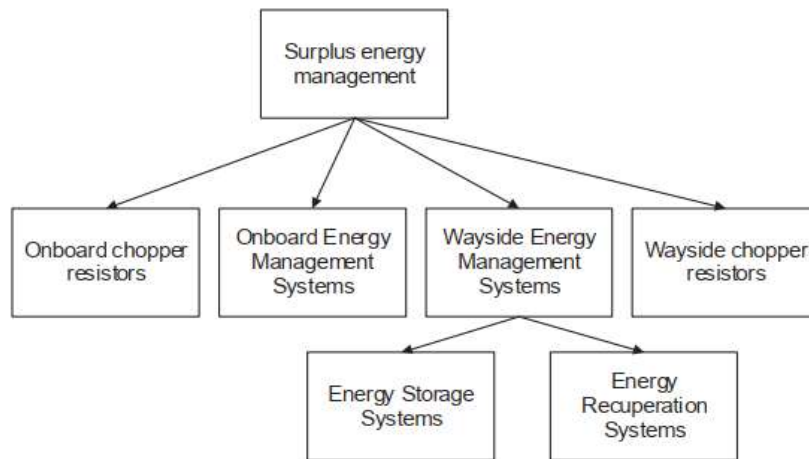 Surplus energy
management
Onboard chopper
resistors
Onboard Energy
Management
Systems
Wayside Energy
Management
Systems
Wayside chopper
resistors
Energy Storage
Systems
Energy
Recuperation
Systems